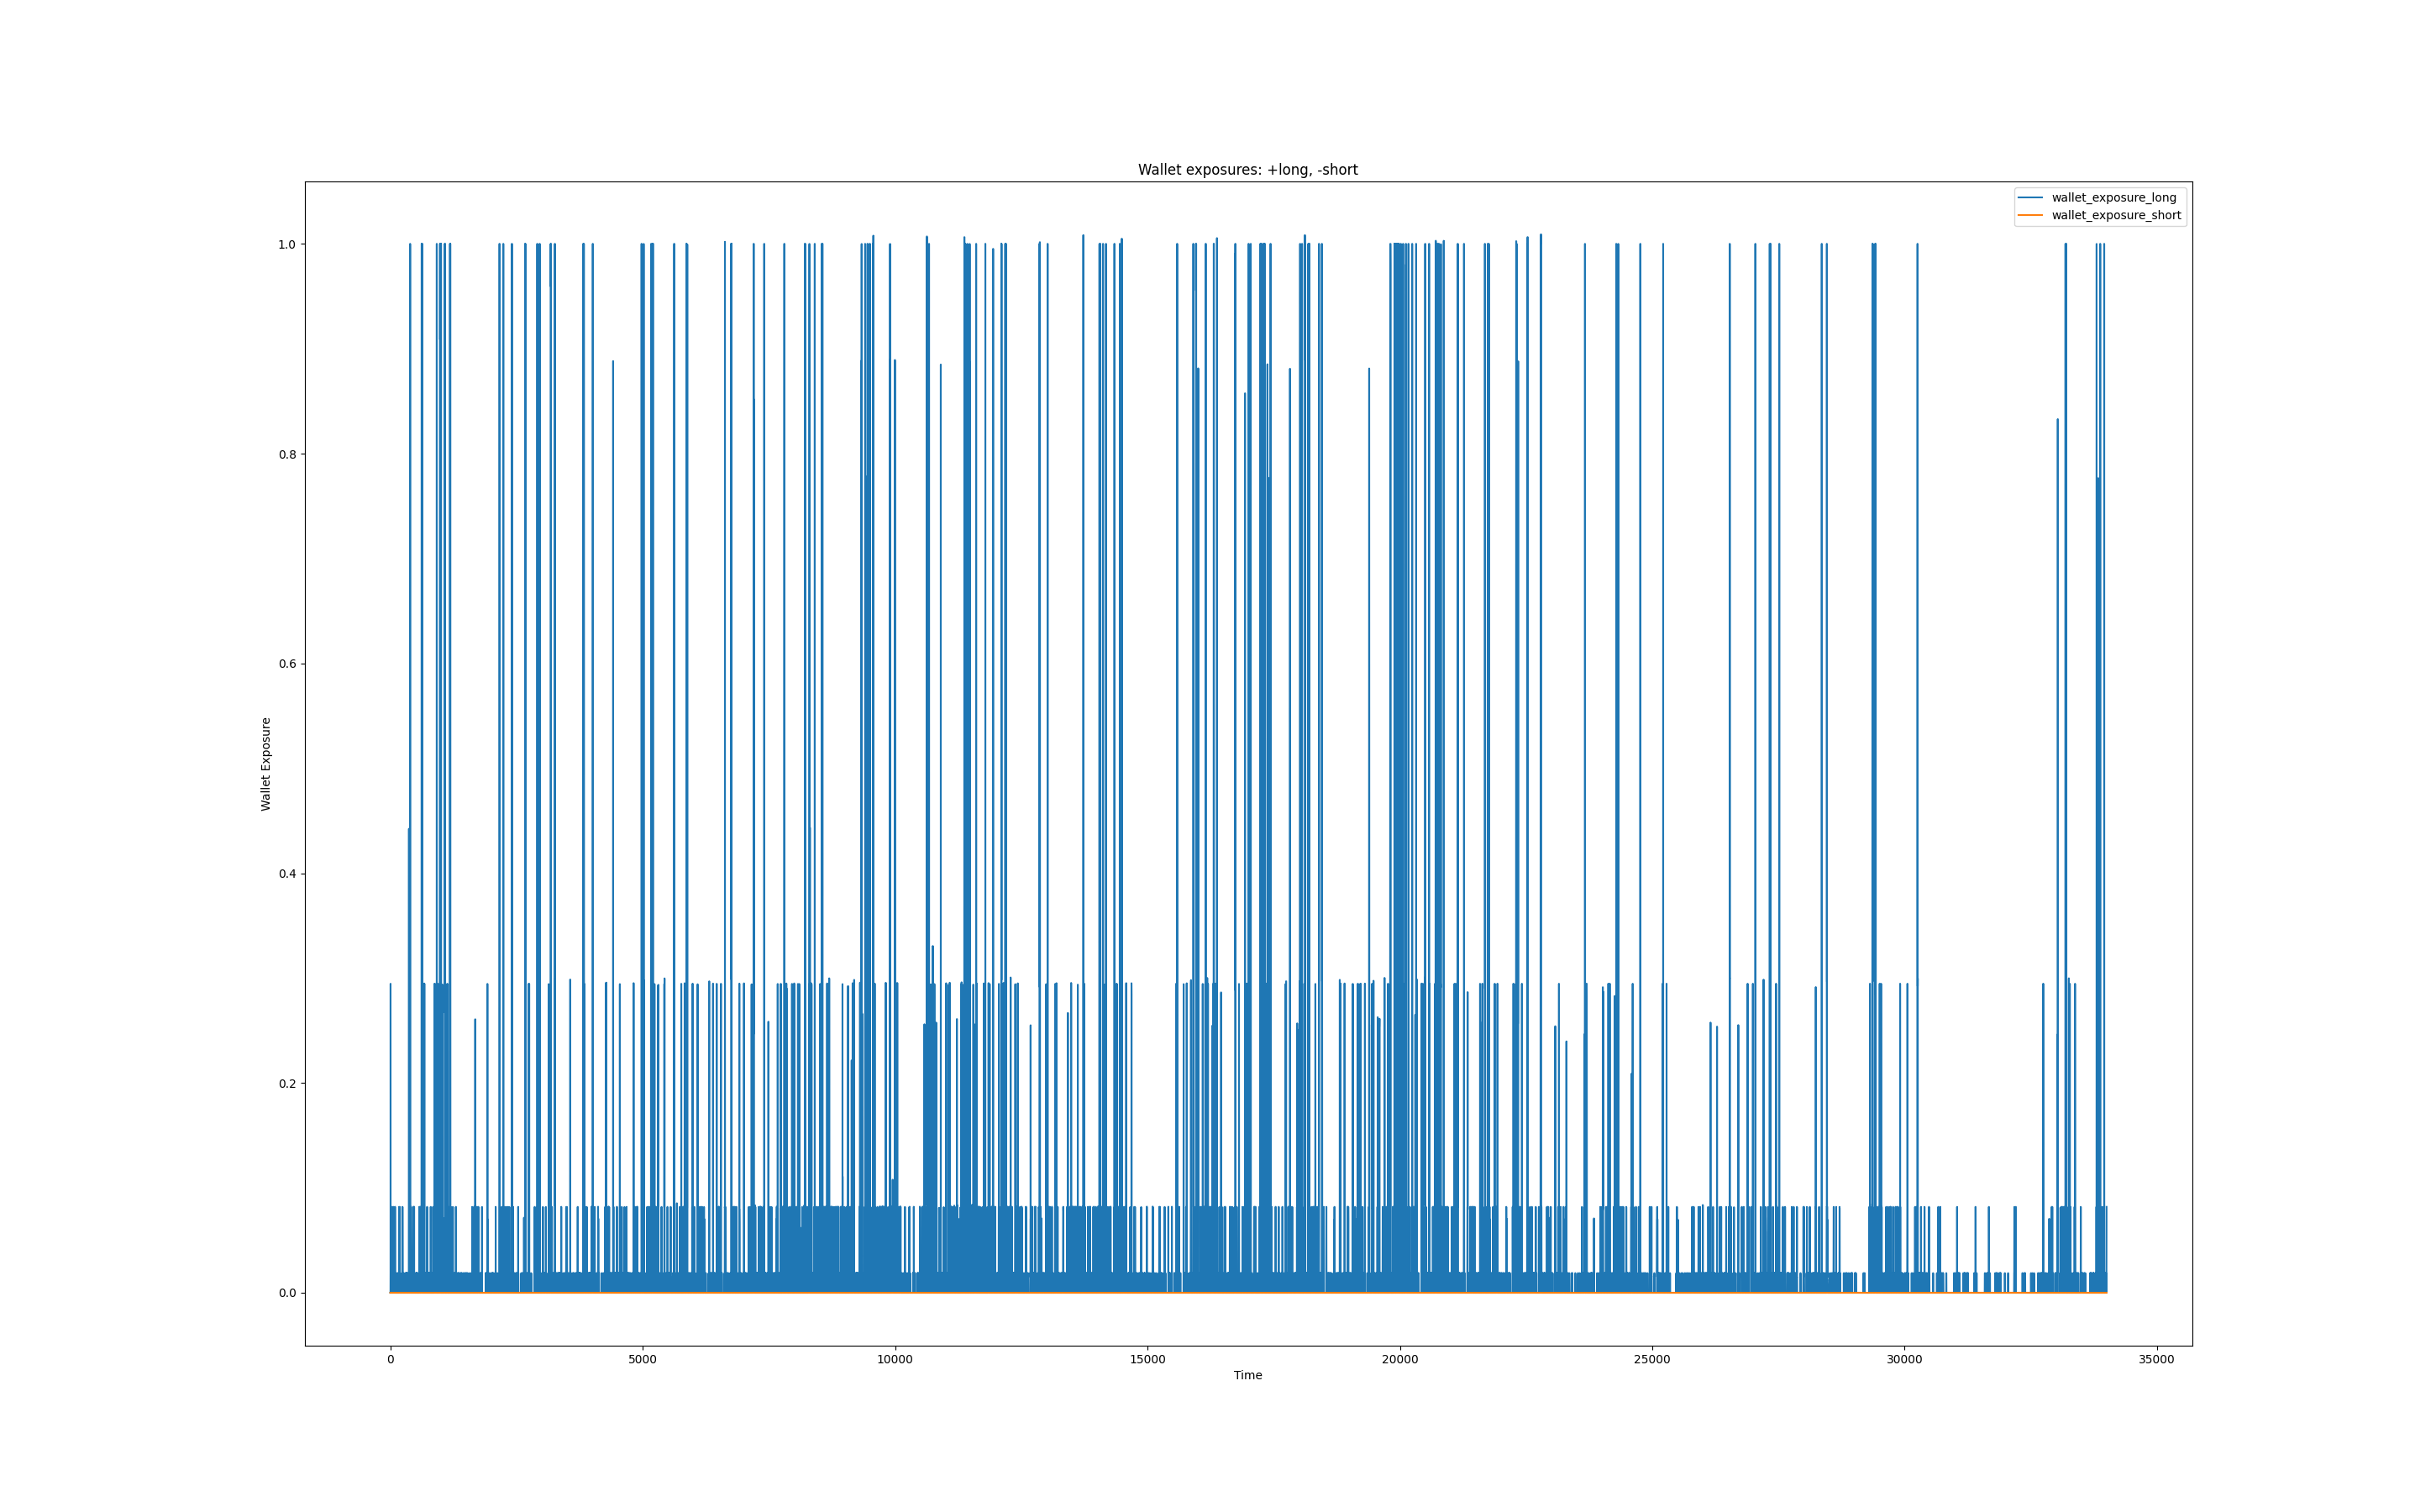 Wallet exposures: +long, -short
wallet_exposure_long
wallet_exposure_short
1.0
0.8
0.6
0.4
0.2
0.0
Wallet Exposure
0 5000 10000 15000 20000 25000 30000 35000
Time